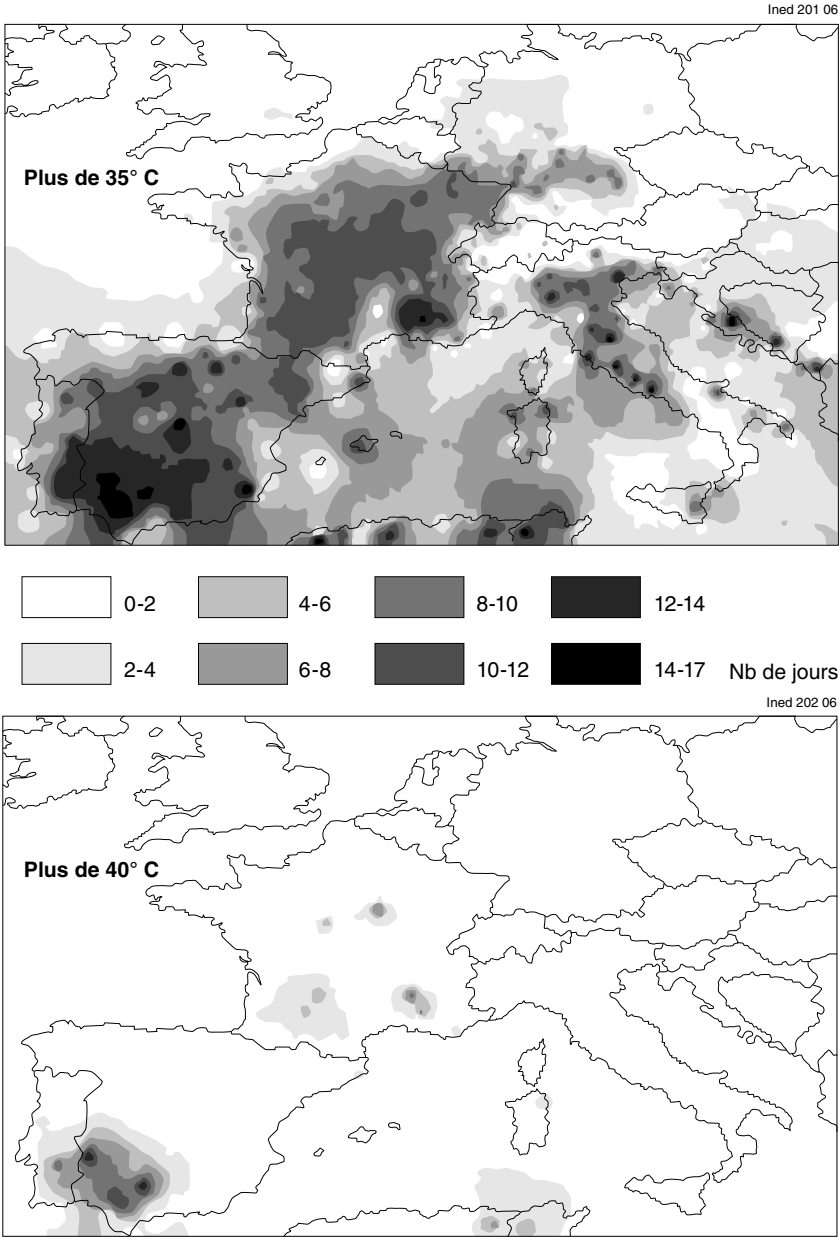 Ined 201 06
Plus de 35° C
0-2 4-6 8-10 12-14
2-4 6-8 10-12 14-17 Nb de jours
Ined 202 06
Plus de 40° C